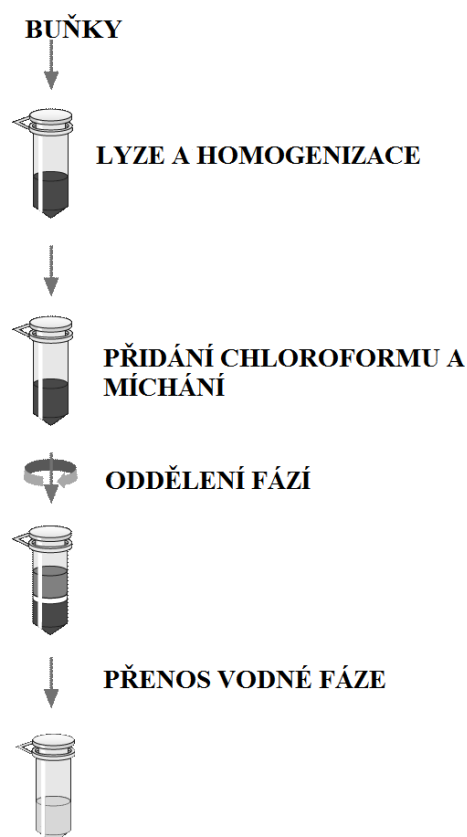 BUŇKY
LYZE A HOMOGENIZACE
PŘIDÁNÍ CHLOROFORMU A
MÍCHÁNÍ
ODDĚLENÍ FÁZÍ
PŘENOS VODNÉ FÁZE